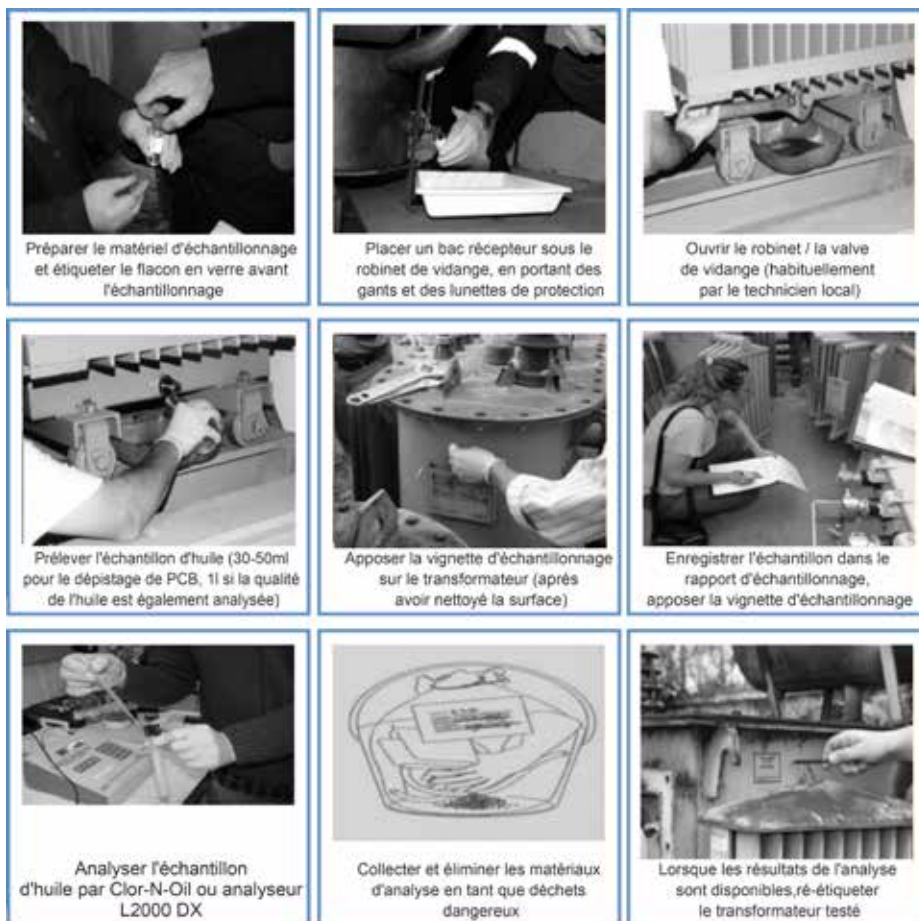 Préparer le matériel d'échantillonnage
et étiqueter le flacon en verre avant
l'échantillonnage
Placer un bac récepteur sous le
robinet de vidange, en portant des
gants et des lunettes de protection
Ouvrir le robinet / la valve
de vidange (habituellement
par le technicien local)
Prélever l'échantillon d'huile (30-50ml
pour le dépistage de PCB, 1l si la qualité
de l'huile est également analysée)
Apposer la vignette d'échantillonnage
sur le transformateur (après
avoir nettoyé la surface)
Enregistrer l'échantillon dans le
rapport d'échantillonnage,
apposer la vignette d'échantillonnage
Analyser l'échantillon
d'huile par Clor-N-Oil ou analyseur
L2000 DX
Collecter et éliminer les matériaux
d'analyse en tant que déchets
dangereux
Lorsque les résultats de l'analyse
sont disponibles,ré-étiqueter
le transformateur testé